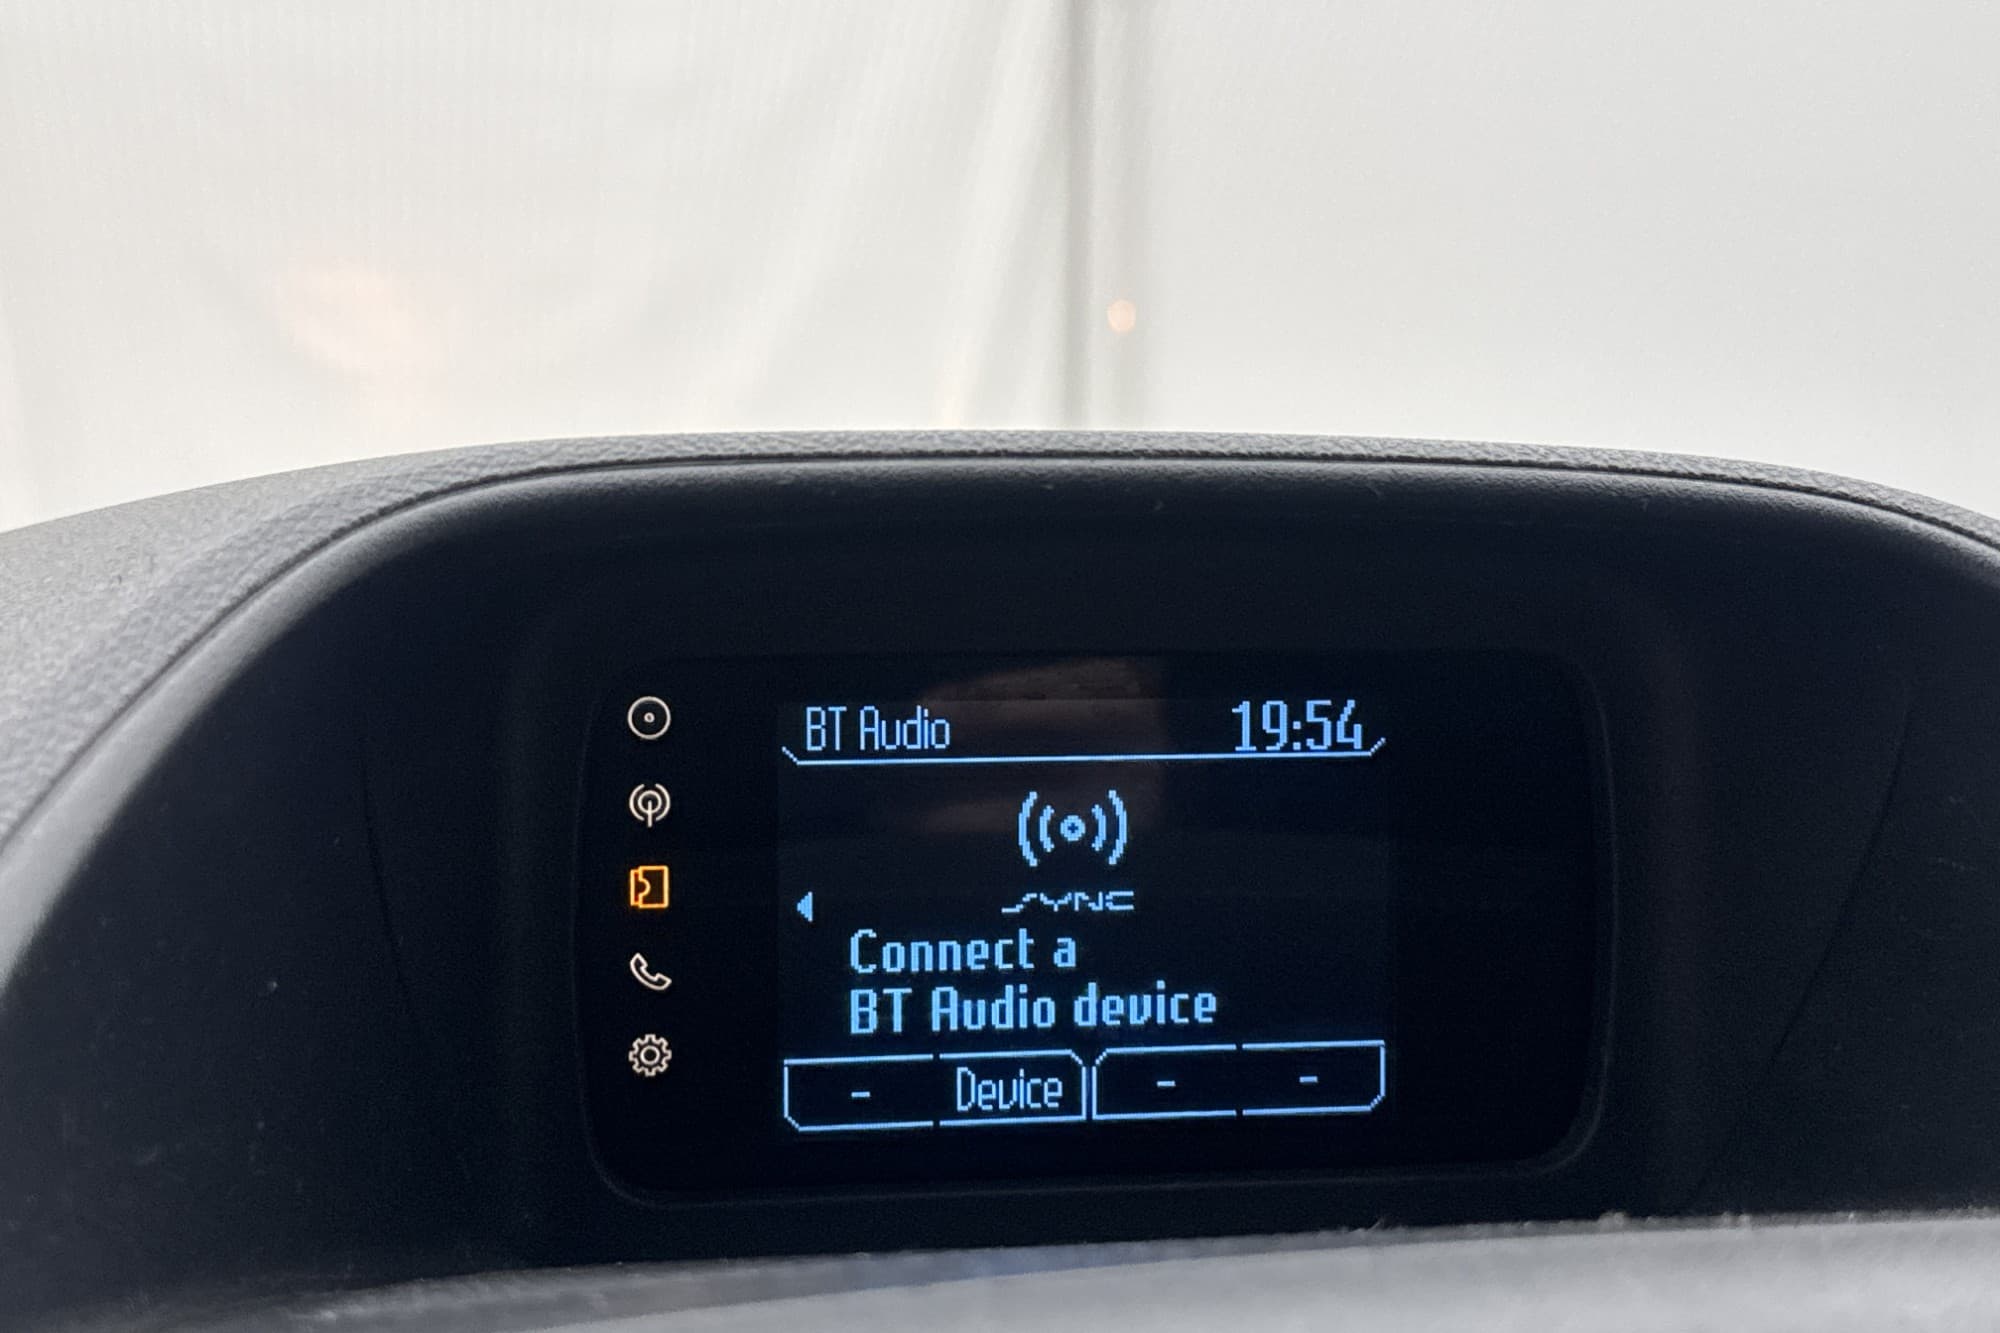 BT Audio 19:54
SYNC
Connect a
BT Audio device
- Device - -